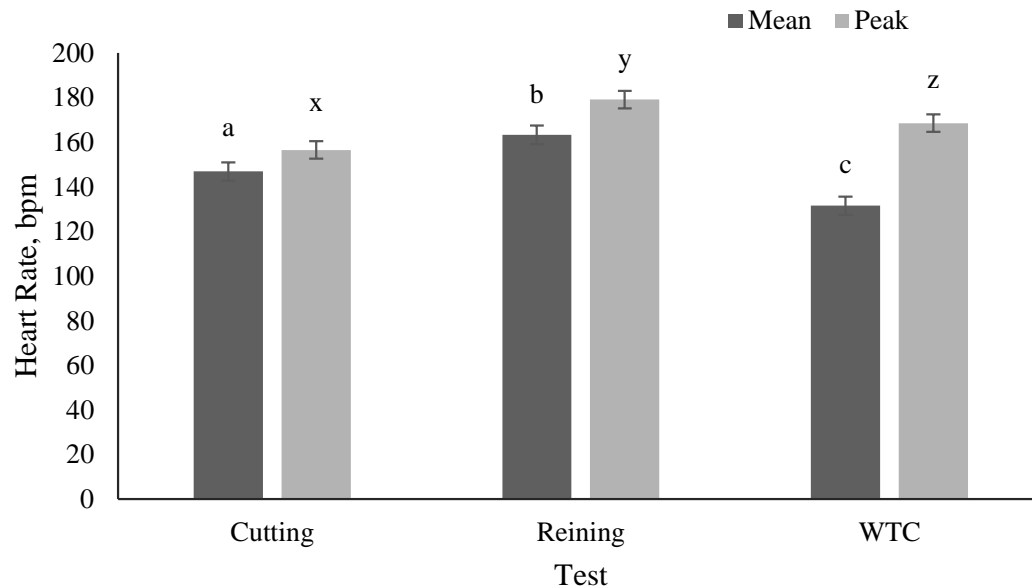 Mean Peak
200
180
160
140
120
100
80
60
40
20
0
Heart Rate, bpm
a
x
b
y
c
z
Cutting Reining WTC
Test